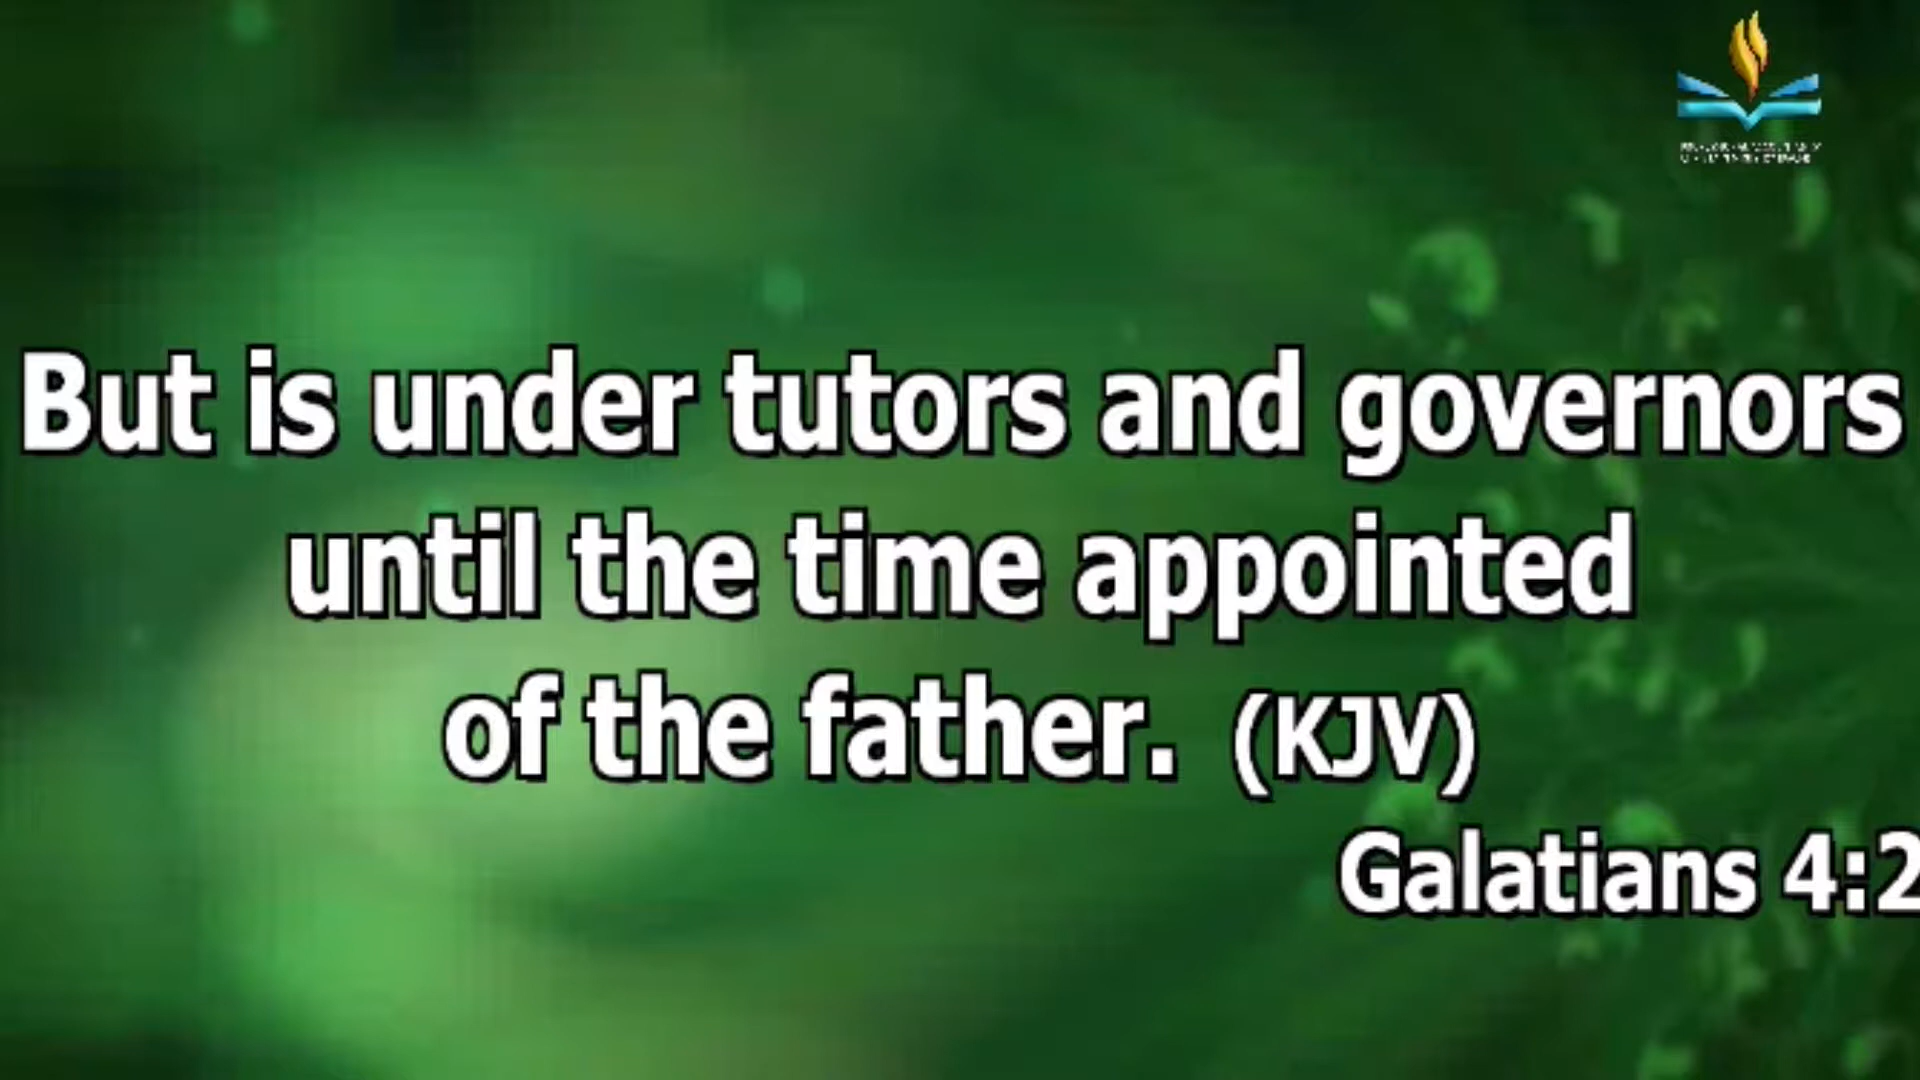 But is under tutors and governors
until the time appointed
of the father. (KJV)
Galatians 4:2